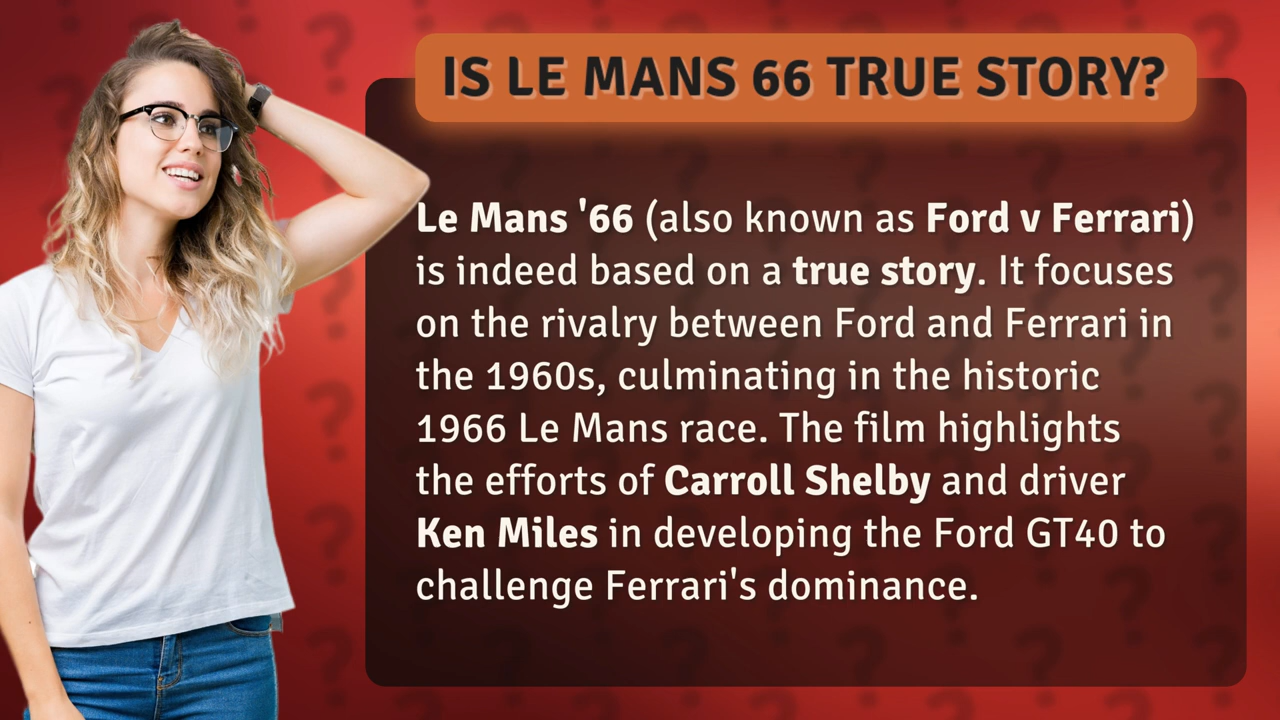 IS LE MANS 66 TRUE STORY?
Le Mans '66 (also known as Ford v Ferrari)
is indeed based on a true story. It focuses
on the rivalry between Ford and Ferrari in
the 1960s, culminating in the historic
1966 Le Mans race. The film highlights
the efforts of Carroll Shelby and driver
Ken Miles in developing the Ford GT40 to
challenge Ferrari's dominance.